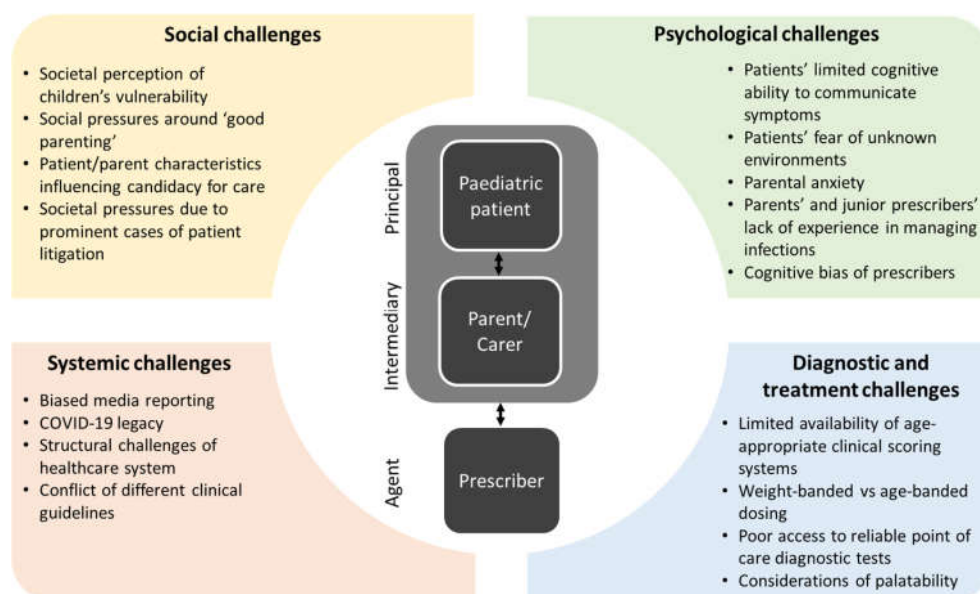 Social challenges
• Societal perception of
children's vulnerability
• Social pressures around 'good
parenting'
• Patient/parent characteristics
influencing candidacy for care
• Societal pressures due to
prominent cases of patient
litigation
Psychological challenges
• Patients' limited cognitive
ability to communicate
symptoms
• Patients' fear of unknown
environments
• Parental anxiety
• Parents' and junior prescribers'
lack of experience in managing
infections
• Cognitive bias of prescribers
Principal
Paediatric
patient
Intermediary
Parent/
Carer
Agent
Prescriber
Systemic challenges
• Biased media reporting
• COVID-19 legacy
• Structural challenges of
healthcare system
• Conflict of different clinical
guidelines
Diagnostic and
treatment challenges
• Limited availability of age-
appropriate clinical scoring
systems
• Weight-banded vs age-banded
dosing
• Poor access to reliable point of
care diagnostic tests
• Considerations of palatability